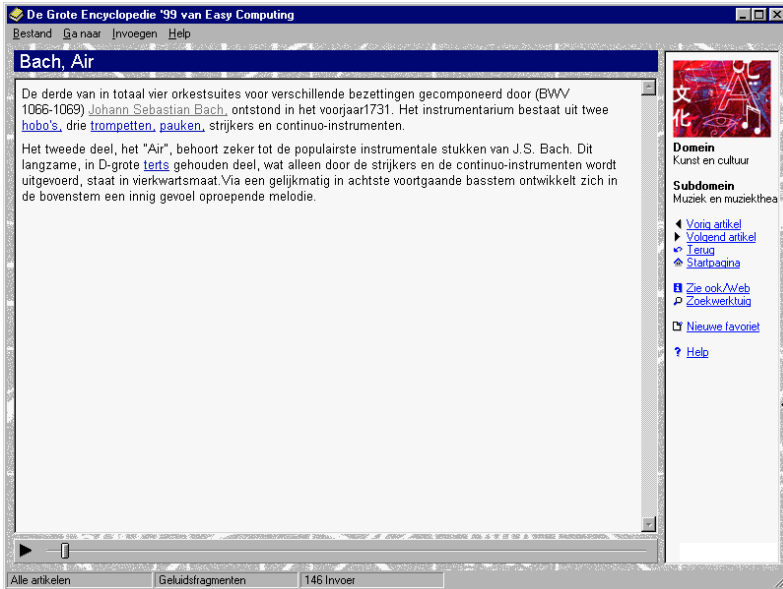 De Grote Encyclopedie '99 van Easy Computing
Bestand Ga naar Invoegen Help
Bach, Air
De derde van in totaal vier orkestsuites voor verschillende bezettingen gecomponeerd door (BWV
1066-1069) Johann Sebastian Bach, ontstond in het voorjaar1731. Het instrumentarium bestaat uit twee
hobo's, drie trompetten, pauken, strijkers en continuo-instrumenten.
Het tweede deel, het "Air", behoort zeker tot de populairste instrumentale stukken van J.S. Bach. Dit
langzame, in D-grote terts gehouden deel, wat alleen door de strijkers en de continuo-instrumenten wordt
uitgevoerd, staat in vierkwartsmaat.Via een gelijkmatig in achtste voortgaande basstem ontwikkelt zich in
de bovenstem een innig gevoel oproepende melodie.
文化
A
Domein
Kunst en cultuur
Subdomein
Muziek en muziekthea
Vorig artikel
Volgend artikel
Terug
Startpagina
Zie ook/Web
Zoekwerktuig
Nieuwe favoriet
? Help
Alle artikelen
Geluidsfragmenten
146 Invoer